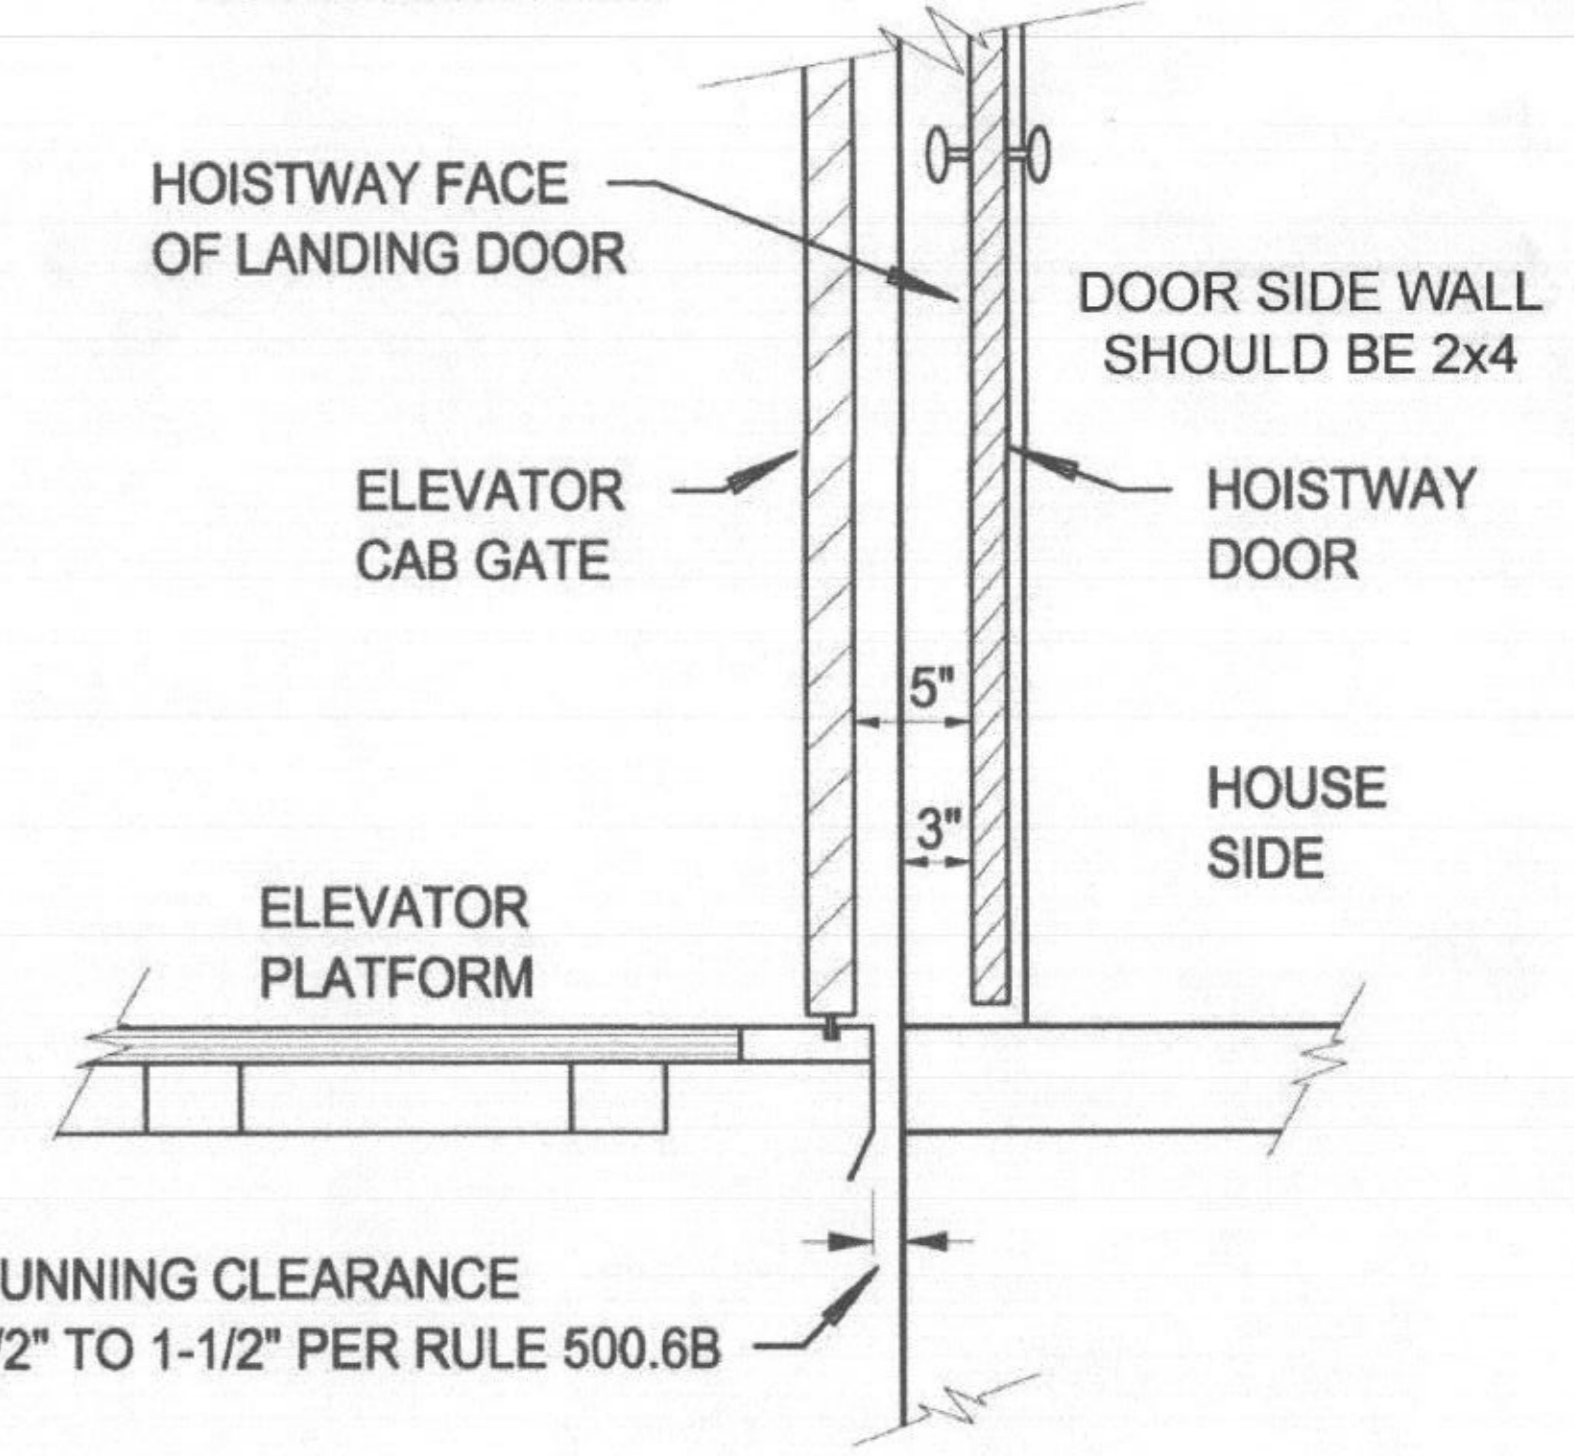 HOISTWAY FACE
OF LANDING DOOR
DOOR SIDE WALL
SHOULD BE 2x4
ELEVATOR
CAB GATE
HOISTWAY
DOOR
5"
3"
HOUSE
SIDE
ELEVATOR
PLATFORM
UNNING CLEARANCE
/2" TO 1-1/2" PER RULE 500.6B